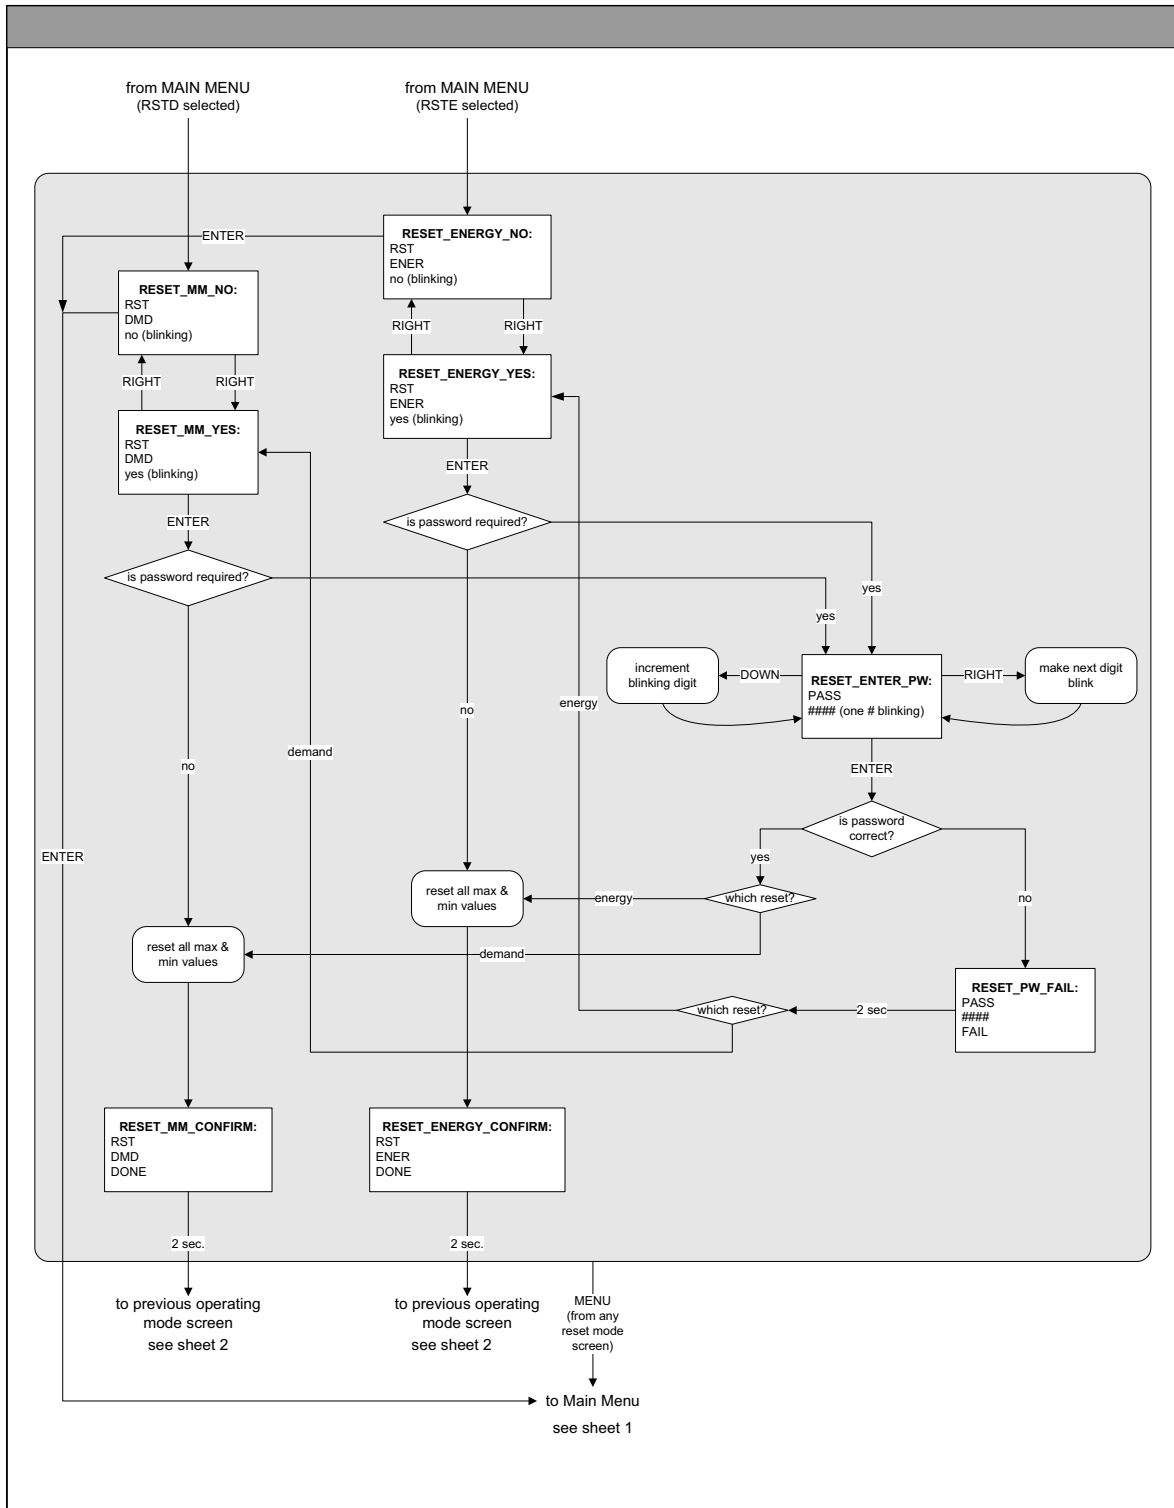 from MAIN MENU
(RSTD selected)
from MAIN MENU
(RSTE selected)
ENTER
RESET_ENERGY_NO:
RST
ENER
no (blinking)
RESET_MM_NO:
RST
DMD
no (blinking)
RIGHT
RIGHT
RIGHT
RIGHT
RESET_ENERGY_YES:
RST
ENER
yes (blinking)
RESET_MM_YES:
RST
DMD
yes (blinking)
ENTER
ENTER
is password required?
is password required?
yes
yes
increment
blinking digit
DOWN
RESET_ENTER_PW:
PASS
#### (one # blinking)
RIGHT
make next digit
blink
energy
no
demand
no
ENTER
is password
correct?
ENTER
yes
no
reset all max &
min values
energy
which reset?
reset all max &
min values
demand
RESET_PW_FAIL:
PASS
####
FAIL
2 sec
which reset?
RESET_MM_CONFIRM:
RST
DMD
DONE
RESET_ENERGY_CONFIRM:
RST
ENER
DONE
2 sec.
2 sec.
to previous operating
mode screen
see sheet 2
to previous operating
mode screen
see sheet 2
MENU
(from any
reset mode
screen)
to Main Menu
see sheet 1